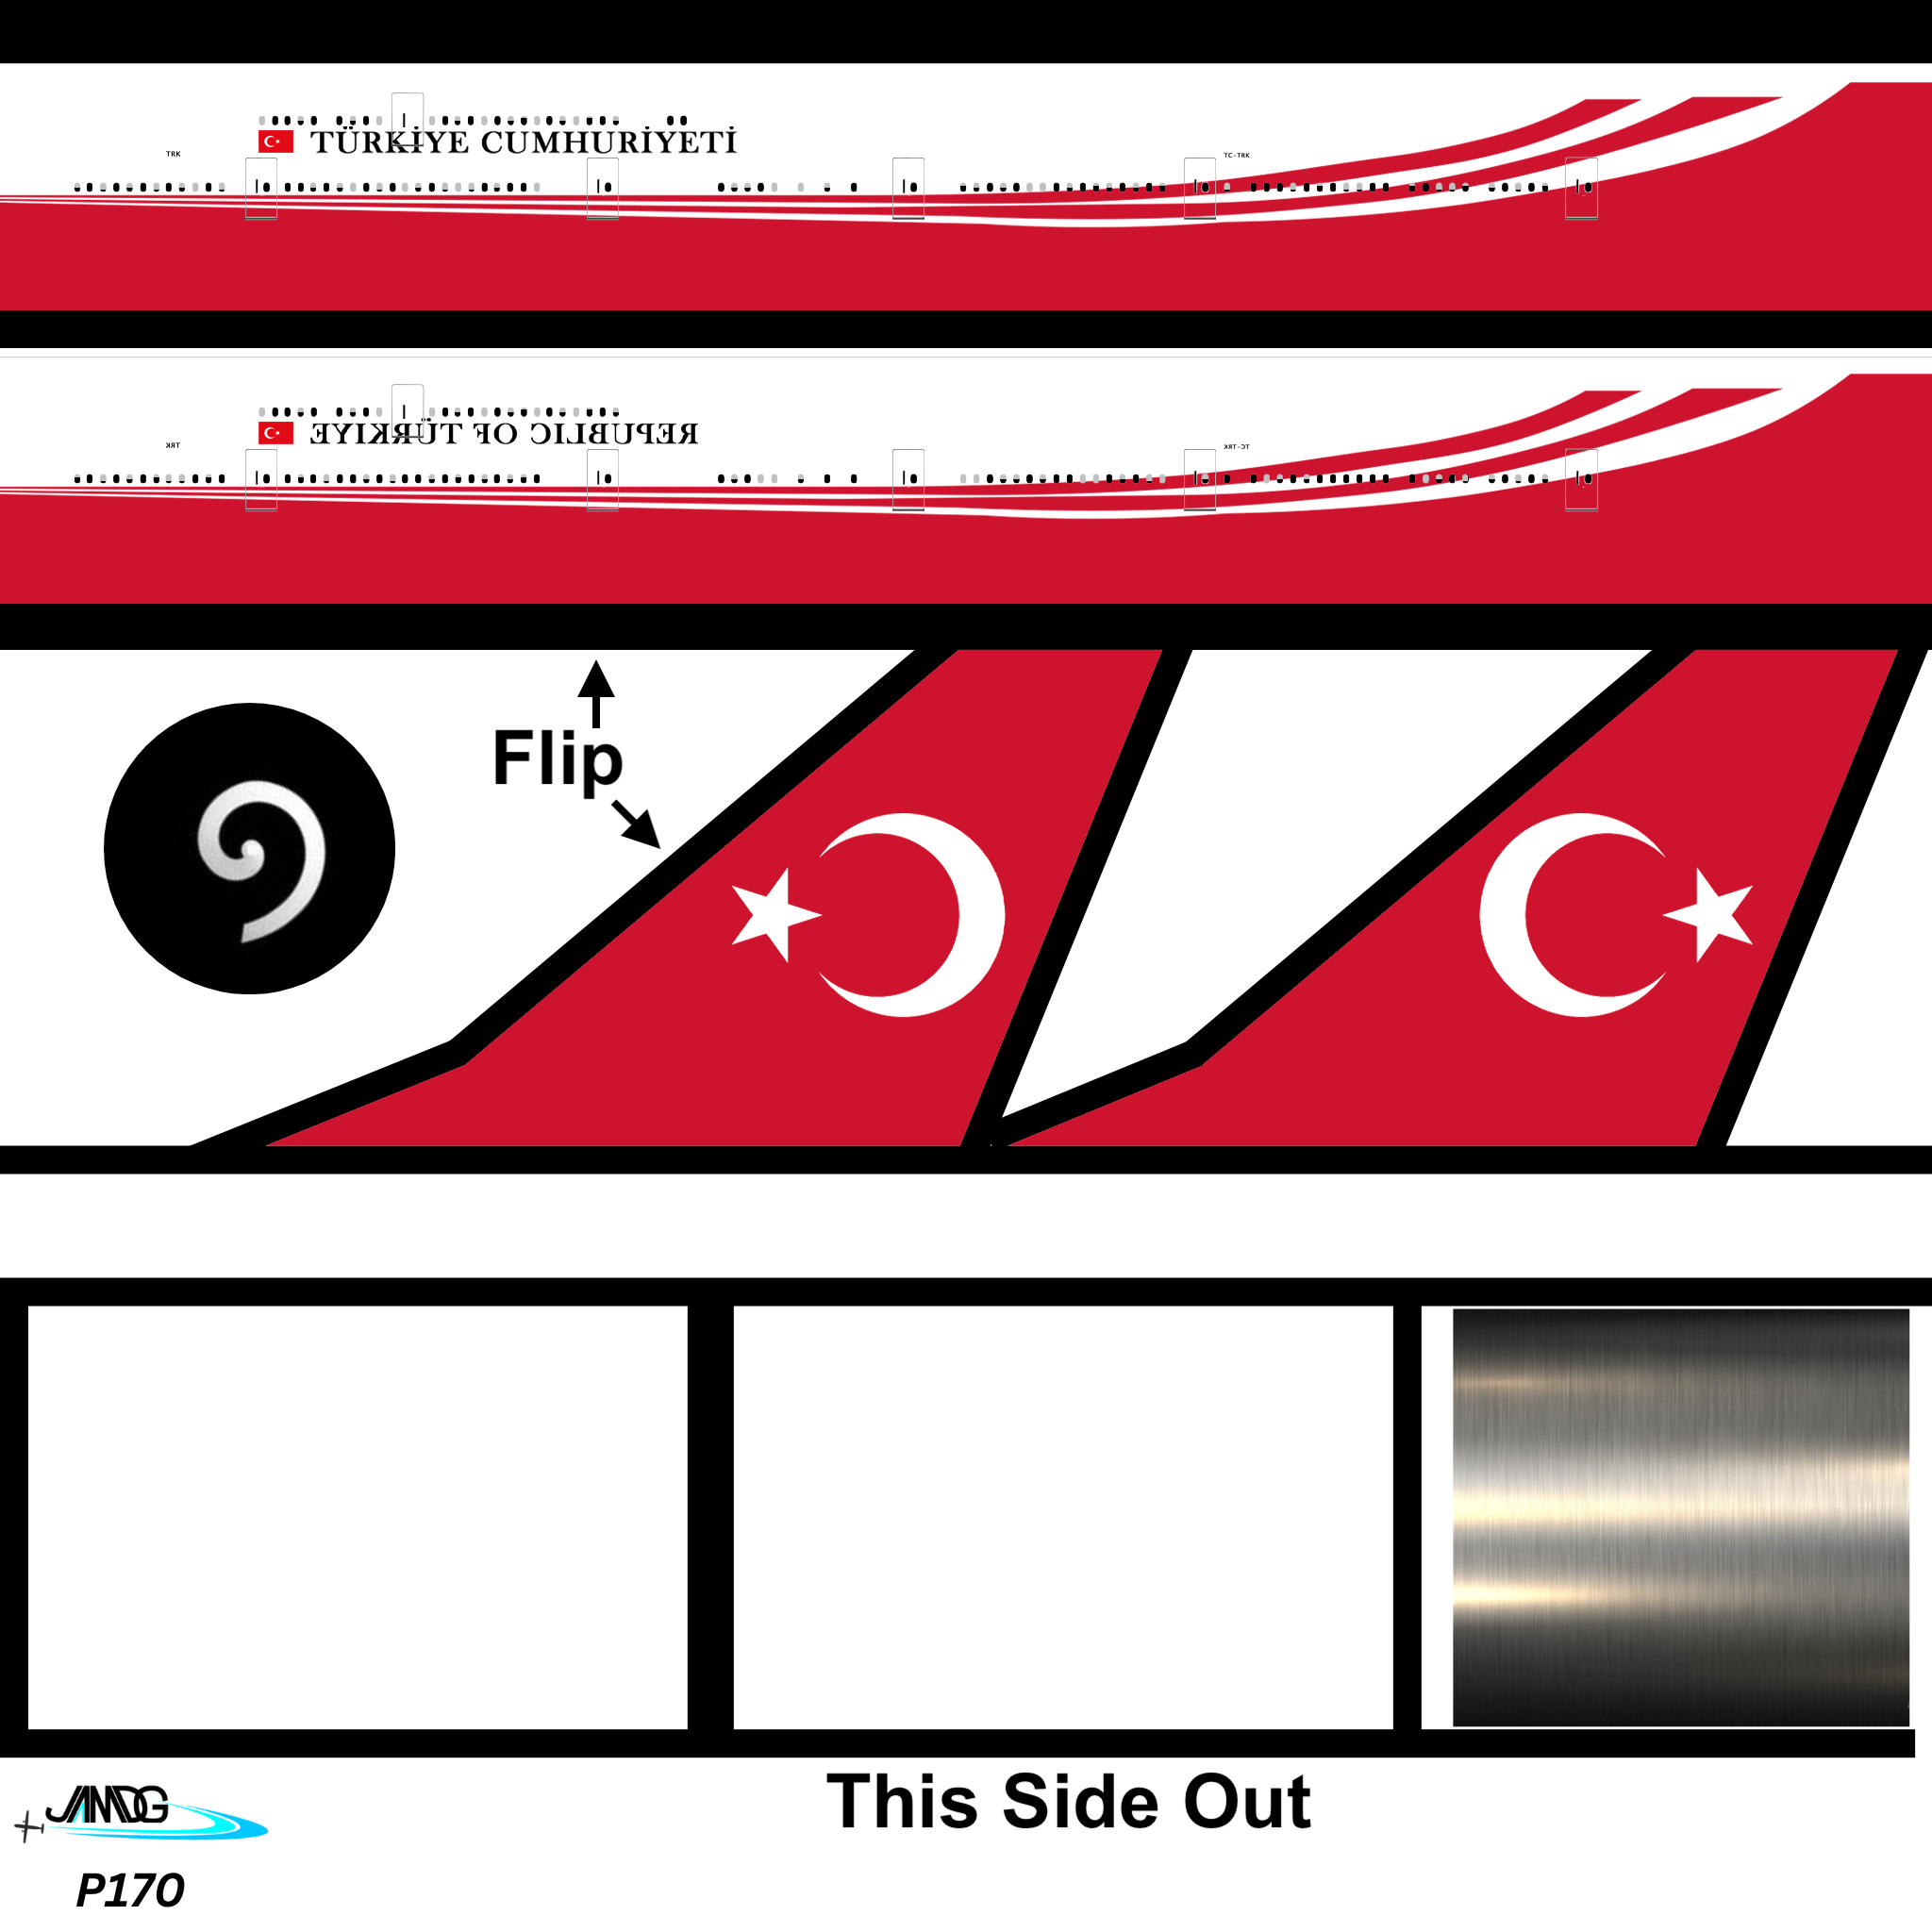 TÜRKİYE CUMHURİYETİ
TRK
TC-TRK
REPUBLIC OF TÜRKIYE
TRK
TC-TRK
Flip
This Side Out
JAMDG
P170